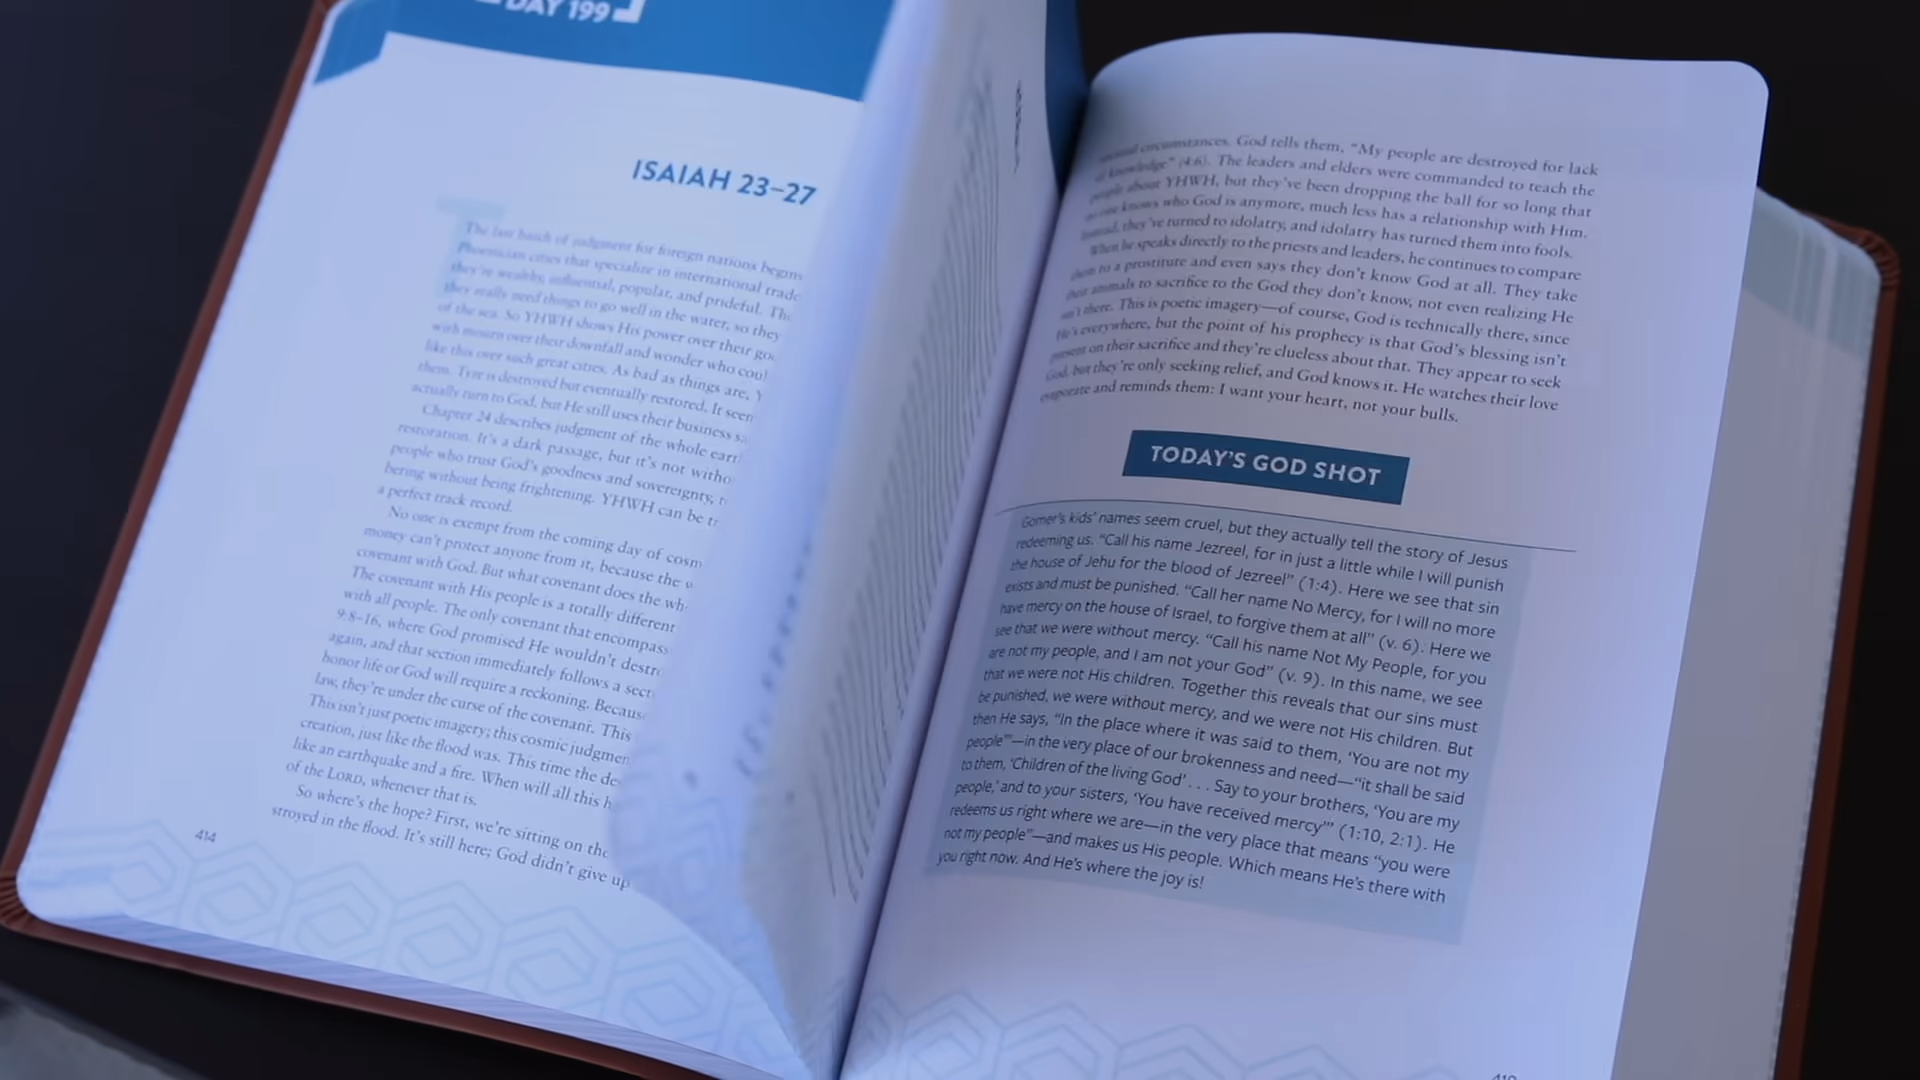 DAY 199
ISAIAH 23–27
The last batch of judgment for foreign nations begins
Phoenician cities that specialize in international trade
they're wealthy, influential, popular, and prideful. Th
they really need things to go well in the water, so they
of the sea. So YHWH shows His power over their go
with mourn over their downfall and wonder who coul
like this over such great cities. As bad as things are, Y
them. Tyre is destroyed but eventually restored. It seem
actually turn to God, but He still uses their business sa
Chapter 24 describes judgment of the whole eart
restoration. It's a dark passage, but it's not witho
people who trust God's goodness and sovereignty, t
bering without being frightening. YHWH can be tr
a perfect track record.
No one is exempt from the coming day of cosm
money can't protect anyone from it, because the w
covenant with God. But what covenant does the wh
The covenant with His people is a totally different
with all people. The only covenant that encompass
9:8–16, where God promised He wouldn't destro
again, and that section immediately follows a sect
honor life or God will require a reckoning. Becaus
law, they're under the curse of the covenant. This
This isn't just poetic imagery; this cosmic judgmen
creation, just like the flood was. This time the de
like an earthquake and a fire. When will all this h
of the LORD, whenever that is.
So where's the hope? First, we're sitting on the
stroyed in the flood. It's still here; God didn't give up
414
circumstances. God tells them, "My people are destroyed for lack
of knowledge" (4:6). The leaders and elders were commanded to teach the
people about YHWH, but they've been dropping the ball for so long that
no one knows who God is anymore, much less has a relationship with Him.
Instead, they've turned to idolatry, and idolatry has turned them into fools.
When he speaks directly to the priests and leaders, he continues to compare
them to a prostitute and even says they don't know God at all. They take
their animals to sacrifice to the God they don't know, not even realizing He
isn't there. This is poetic imagery—of course, God is technically there, since
He's everywhere, but the point of his prophecy is that God's blessing isn't
present on their sacrifice and they're clueless about that. They appear to seek
God, but they're only seeking relief, and God knows it. He watches their love
evaporate and reminds them: I want your heart, not your bulls.
TODAY'S GOD SHOT
Gomer's kids' names seem cruel, but they actually tell the story of Jesus
redeeming us. "Call his name Jezreel, for in just a little while I will punish
the house of Jehu for the blood of Jezreel" (1:4). Here we see that sin
exists and must be punished. "Call her name No Mercy, for I will no more
have mercy on the house of Israel, to forgive them at all" (v. 6). Here we
see that we were without mercy. "Call his name Not My People, for you
are not my people, and I am not your God" (v. 9). In this name, we see
that we were not His children. Together this reveals that our sins must
be punished, we were without mercy, and we were not His children. But
then He says, "In the place where it was said to them, 'You are not my
people'"—in the very place of our brokenness and need—"it shall be said
to them, 'Children of the living God' . . . Say to your brothers, 'You are my
people,' and to your sisters, 'You have received mercy'" (1:10, 2:1). He
redeems us right where we are—in the very place that means "you were
not my people"—and makes us His people. Which means He's there with
you right now. And He's where the joy is!